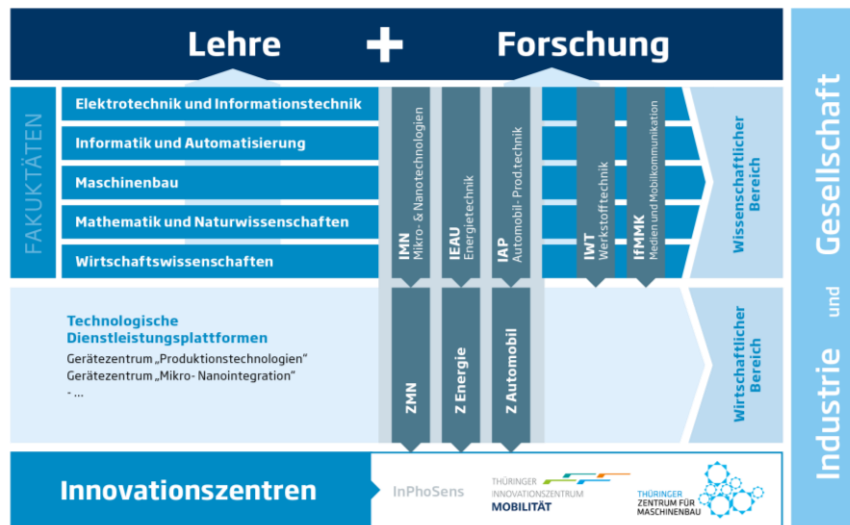 Lehre + Forschung
FAKUKTÄTEN
Elektrotechnik und Informationstechnik
Informatik und Automatisierung
Maschinenbau
Mathematik und Naturwissenschaften
Wirtschaftswissenschaften
IMN
Mikro- & Nanotechnologien
IEAU
Energietechnik
IAP
Automobil- Prod.technik
IWT
Werkstofftechnik
IfMMK
Medien und Mobilkommunikation
Wissenschaftlicher
Bereich
Technologische
Dienstleistungsplattformen
Gerätezentrum „Produktionstechnologien“
Gerätezentrum „Mikro- Nanointegration“
- ...
ZMN
Z Energie
Z Automobil
Wirtschaftlicher
Bereich
Industrie und Gesellschaft
Innovationszentren
InPhoSens
THÜRINGER
INNOVATIONSZENTRUM
MOBILITÄT
THÜRINGER
ZENTRUM FÜR
MASCHINENBAU